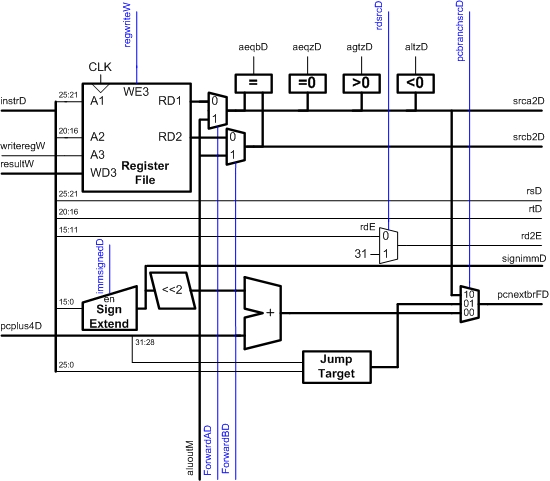 regwriteW
rdsrcD
pcbranchsrcD
aeqbD
aeqzD
agtzD
altzD
CLK
=
=0
>0
<0
instrD
25:21
A1
WE3
RD1
0
1
srca2D
20:16
A2
RD2
0
1
srcb2D
writeregW
A3
Register
File
resultW
WD3
25:21
rsD
20:16
rtD
15:11
rdE
0
31
1
rd2E
signimmD
immsignedD
en
Sign
Extend
15:0
<<2
+
10
01
00
pcnextbrFD
pcplus4D
31:28
25:0
Jump
Target
aluoutM
ForwardAD
ForwardBD